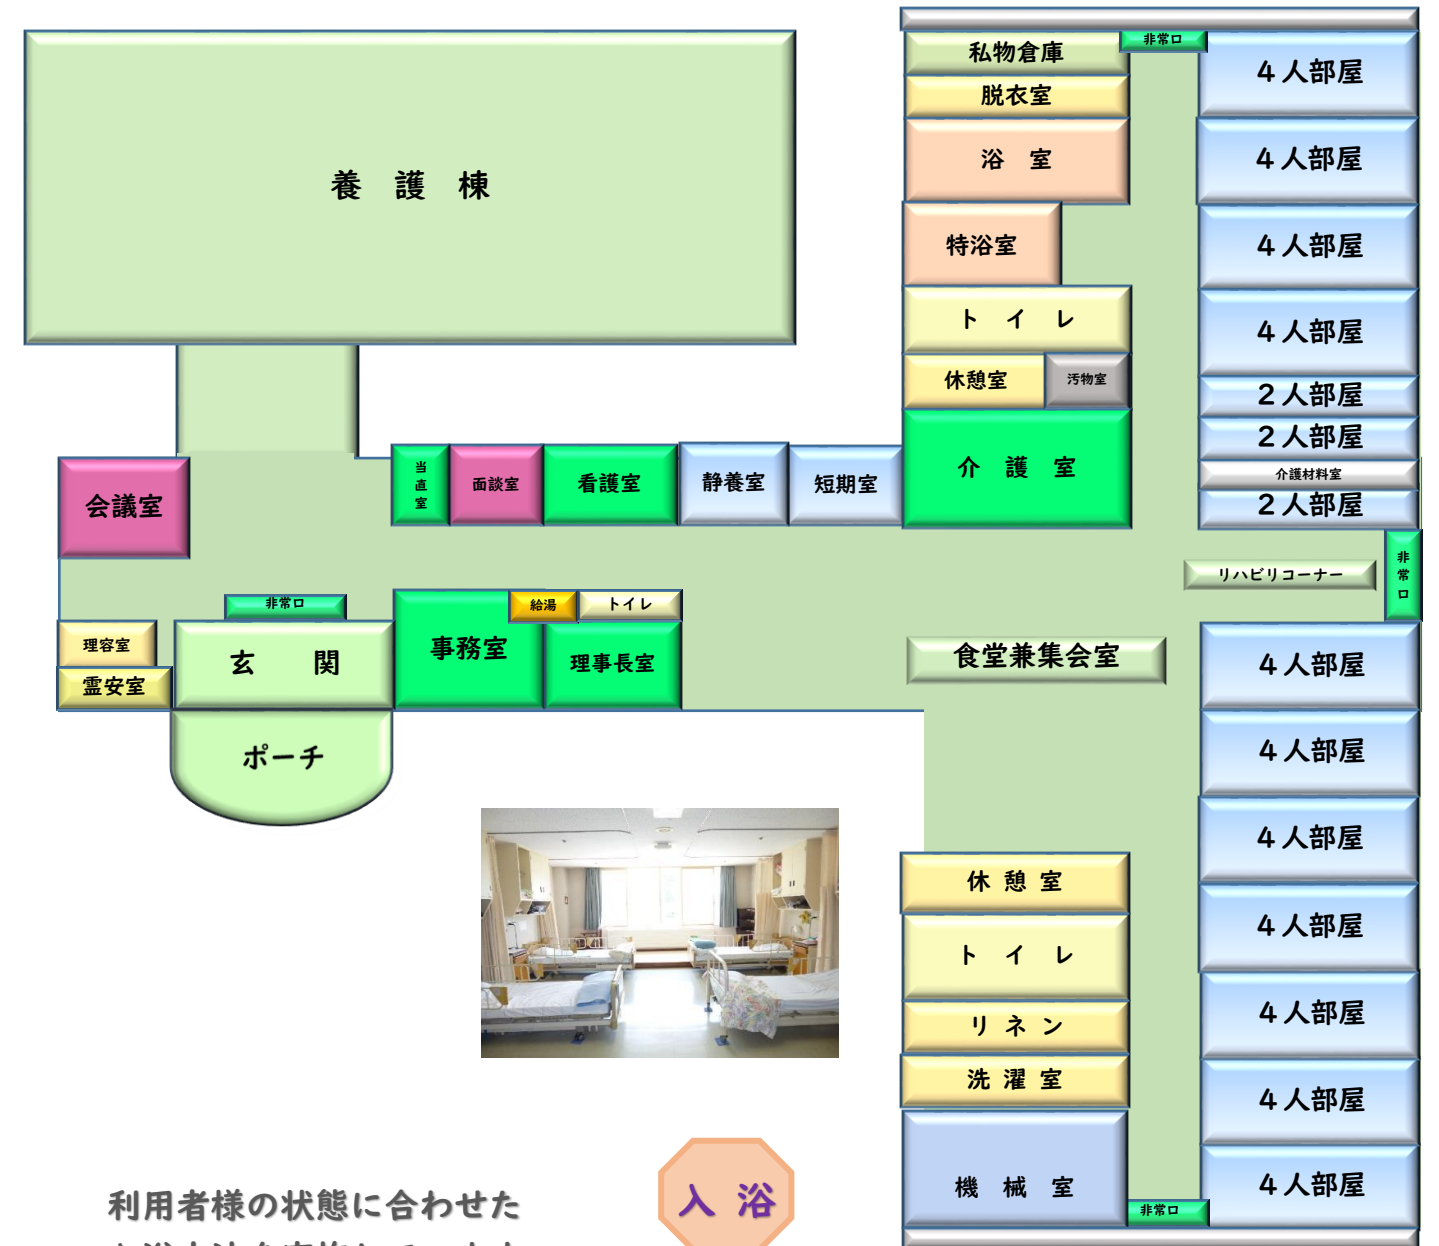 非常口
私物倉庫
４人部屋
脱衣室
浴　室
４人部屋
養　護　棟
特浴室
４人部屋
ト　イ　レ
４人部屋
休憩室
汚物室
２人部屋
２人部屋
当直室
面談室
看護室
静養室
短期室
介　護　室
介護材料室
２人部屋
会議室
リハビリコーナー
非常口
非常口
給湯
トイレ
理容室
玄　　関
事務室
理事長室
食堂兼集会室
４人部屋
霊安室
ポーチ
４人部屋
４人部屋
休 憩 室
４人部屋
ト　イ　レ
リ ネ ン
４人部屋
洗 濯 室
４人部屋
機　械　室
４人部屋
非常口
利用者様の状態に合わせた
入 浴